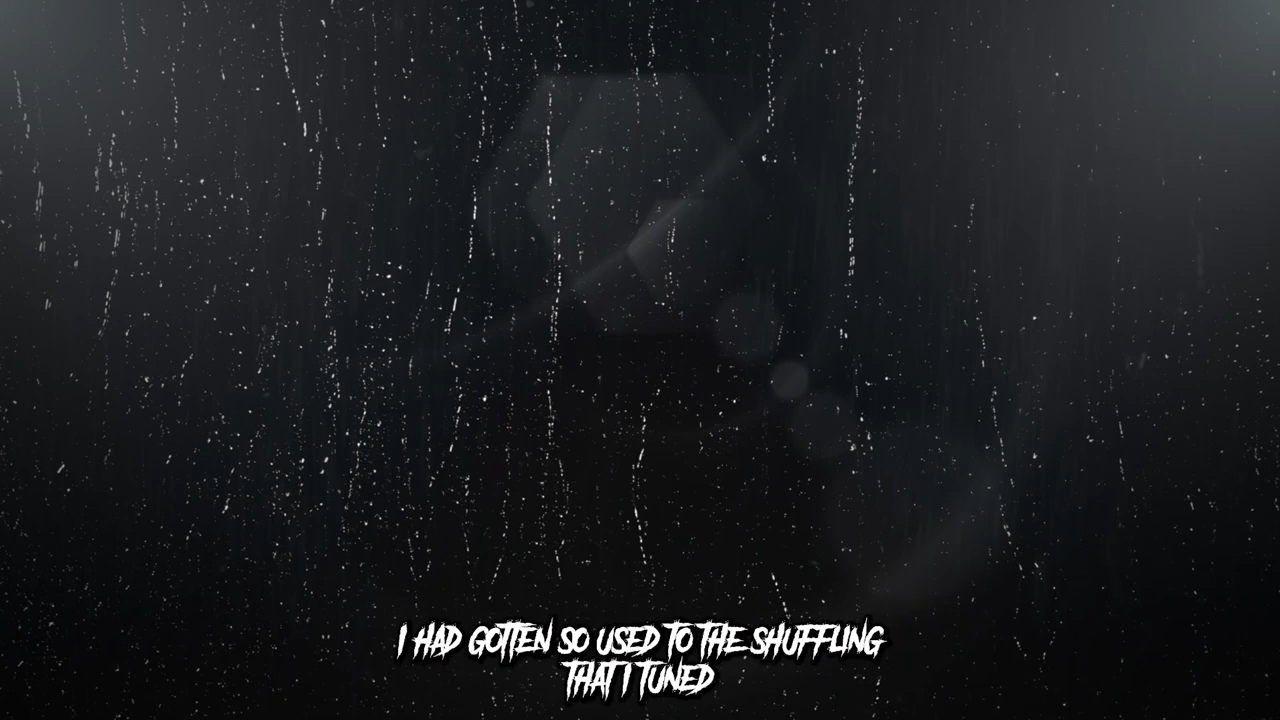 I HAD GOTTEN SO USED TO THE SHUFFLING
THAT I TUNED